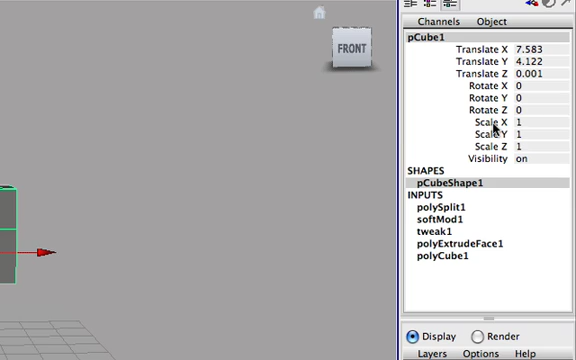 Channels Object
pCube1
Translate X 7.583
Translate Y 4.122
Translate Z 0.001
Rotate X 0
Rotate Y 0
Rotate Z 0
Scale X 1
Scale Y 1
Scale Z 1
Visibility on
SHAPES
pCubeShape1
INPUTS
polySplit1
softMod1
tweak1
polyExtrudeFace1
polyCube1
Display Render
Layers Options Help
FRONT